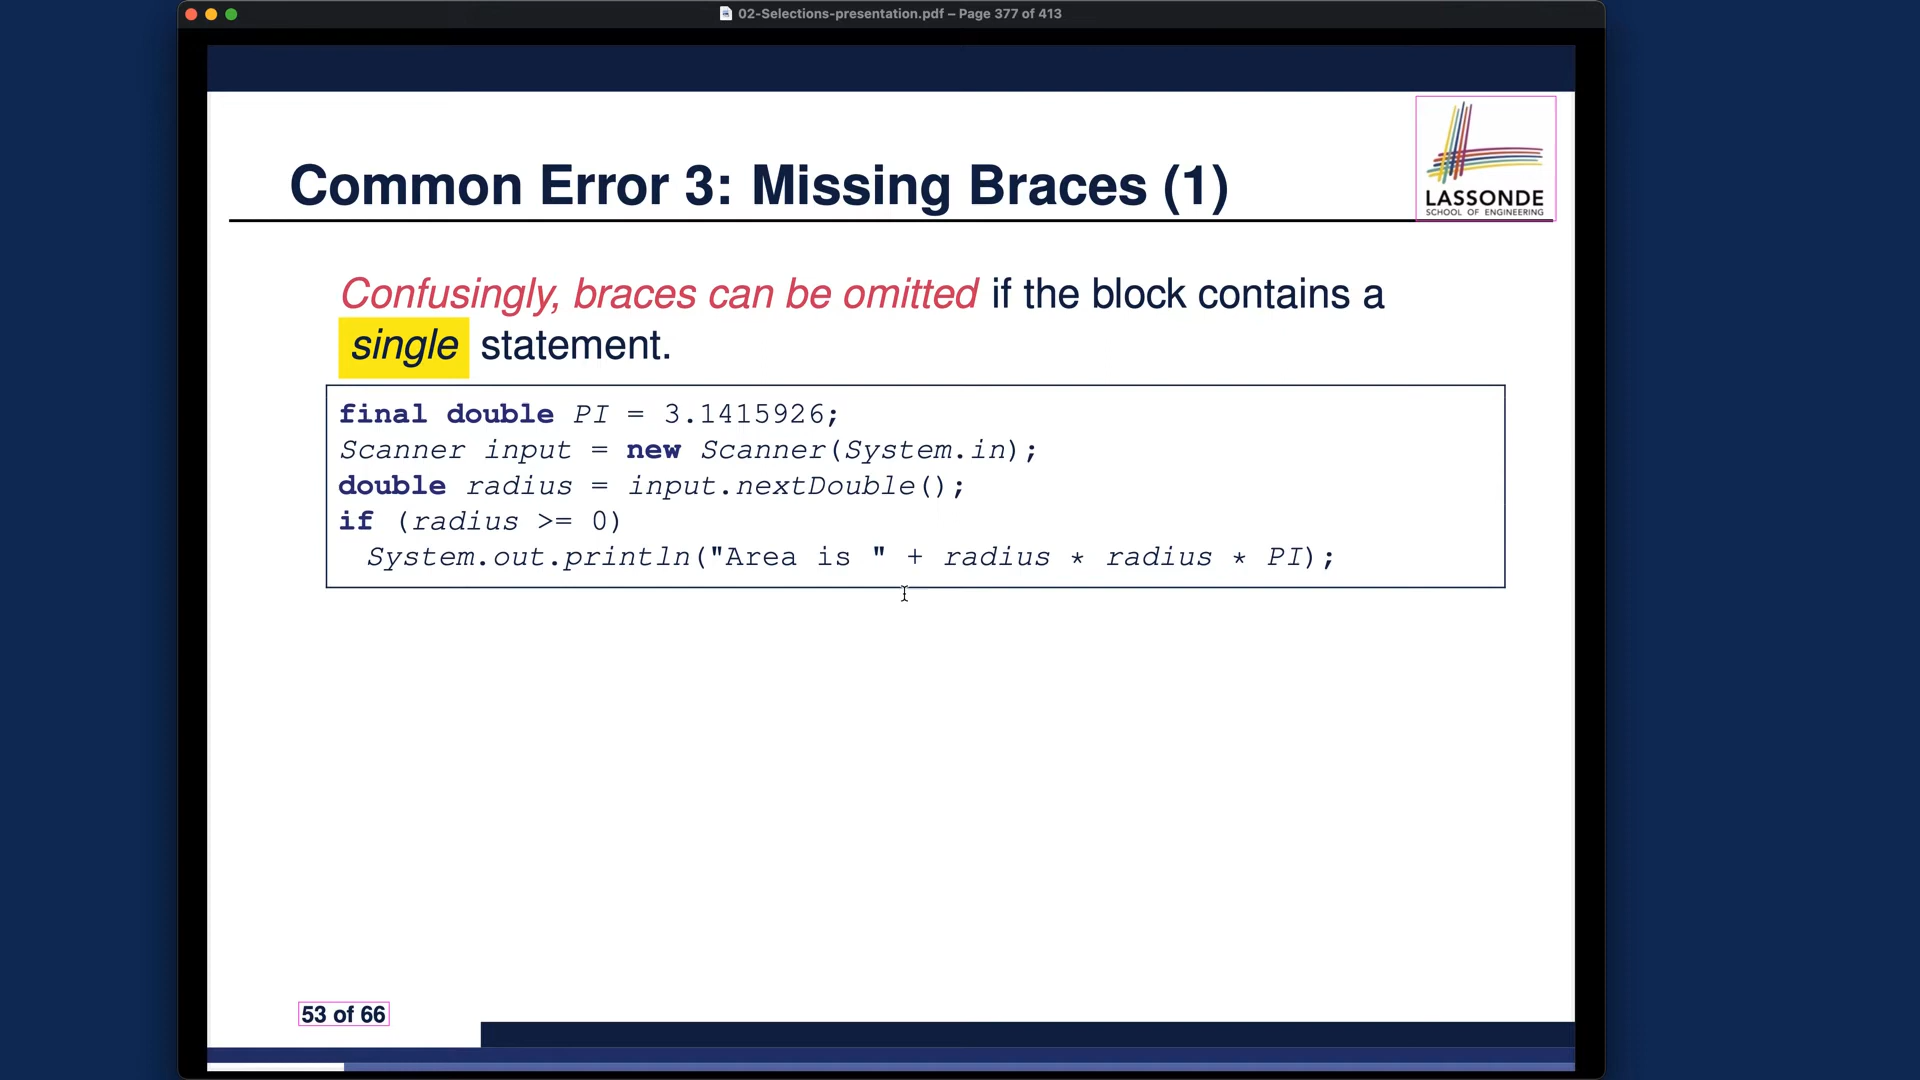 02-Selections-presentation.pdf – Page 377 of 413
LASSONDE
SCHOOL OF ENGINEERING
Common Error 3: Missing Braces (1)
Confusingly, braces can be omitted if the block contains a
single statement.
final double PI = 3.1415926;
Scanner input = new Scanner(System.in);
double radius = input.nextDouble();
if (radius >= 0)
  System.out.println("Area is " + radius * radius * PI);
53 of 66